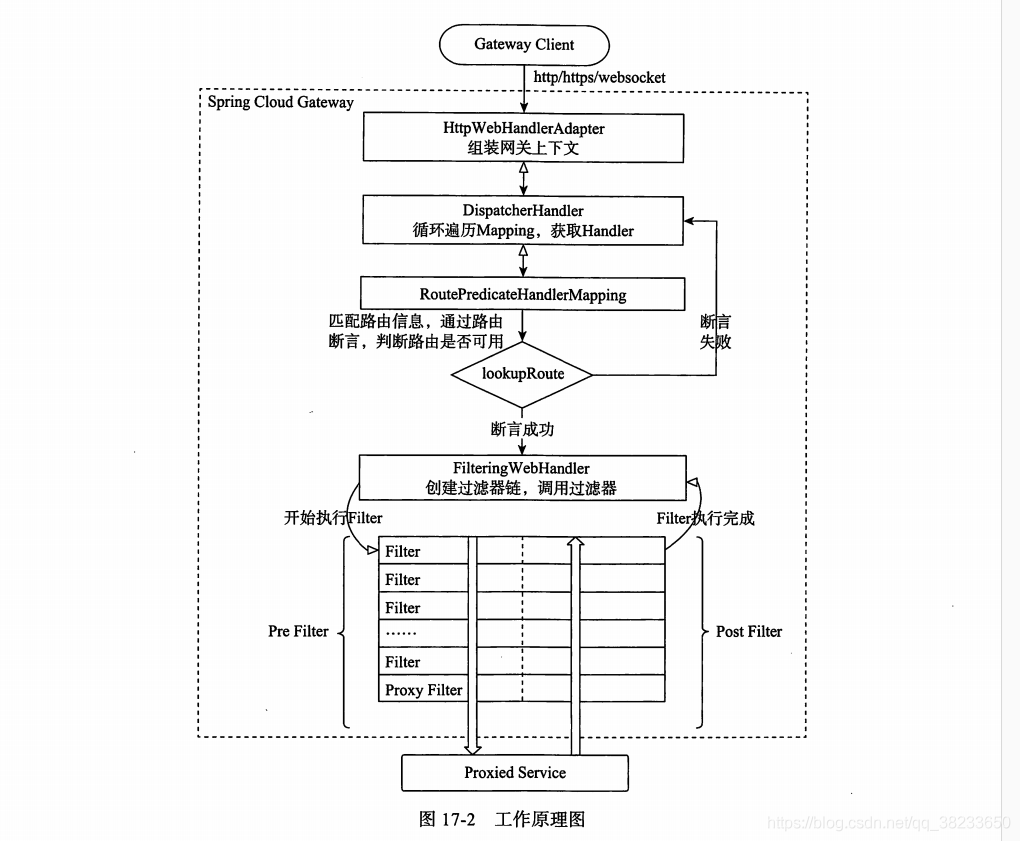 Gateway Client
http/https/websocket
Spring Cloud Gateway
HttpWebHandlerAdapter
组装网关上下文
DispatcherHandler
循环遍历Mapping，获取Handler
RoutePredicateHandlerMapping
匹配路由信息，通过路由
断言，判断路由是否可用
断言
失败
lookupRoute
断言成功
FilteringWebHandler
创建过滤器链，调用过滤器
开始执行Filter
Filter执行完成
Filter
Filter
Filter
……
Filter
Proxy Filter
Pre Filter
Post Filter
Proxied Service
图 17-2 工作原理图
https://blog.csdn.net/qq_38233650